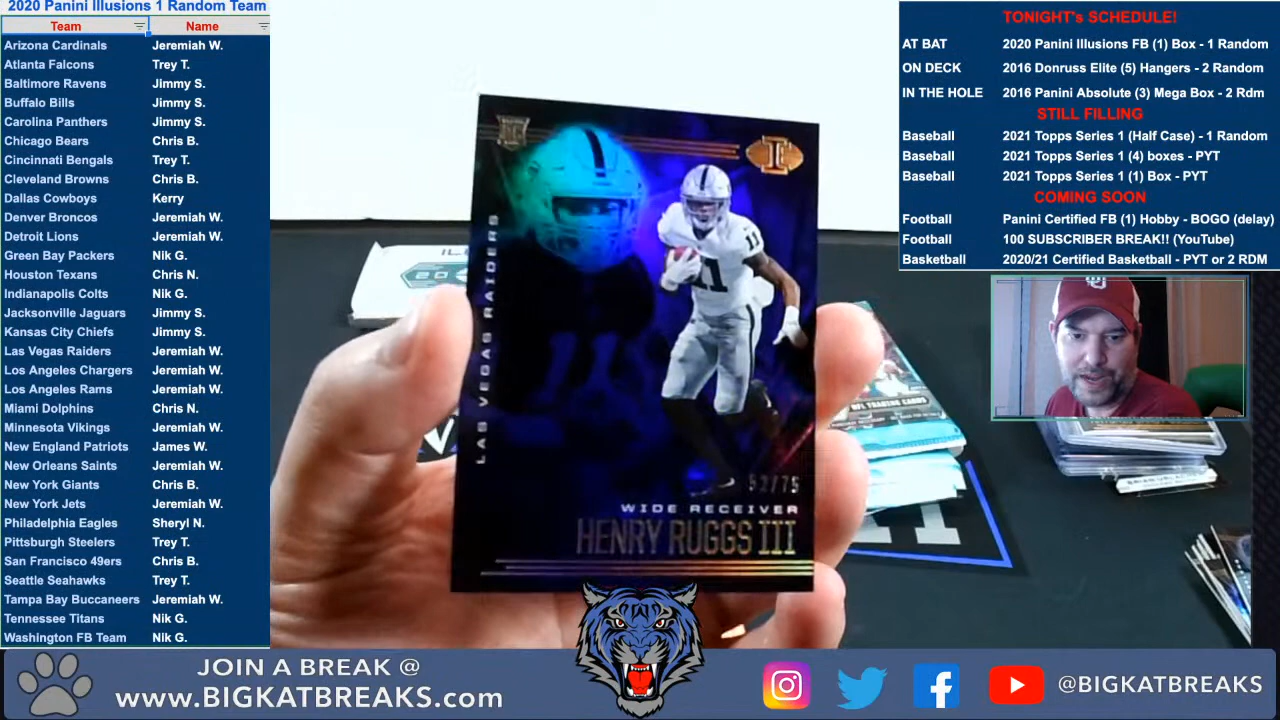 2020 Panini Illusions 1 Random Team
Team Name
Arizona Cardinals Jeremiah W.
Atlanta Falcons Trey T.
Baltimore Ravens Jimmy S.
Buffalo Bills Jimmy S.
Carolina Panthers Jimmy S.
Chicago Bears Chris B.
Cincinnati Bengals Trey T.
Cleveland Browns Chris B.
Dallas Cowboys Kerry
Denver Broncos Jeremiah W.
Detroit Lions Jeremiah W.
Green Bay Packers Nik G.
Houston Texans Chris N.
Indianapolis Colts Nik G.
Jacksonville Jaguars Jimmy S.
Kansas City Chiefs Jimmy S.
Las Vegas Raiders Jeremiah W.
Los Angeles Chargers Jeremiah W.
Los Angeles Rams Jeremiah W.
Miami Dolphins Chris N.
Minnesota Vikings Jeremiah W.
New England Patriots James W.
New Orleans Saints Jeremiah W.
New York Giants Chris B.
New York Jets Jeremiah W.
Philadelphia Eagles Sheryl N.
Pittsburgh Steelers Trey T.
San Francisco 49ers Chris B.
Seattle Seahawks Trey T.
Tampa Bay Buccaneers Jeremiah W.
Tennessee Titans Nik G.
Washington FB Team Nik G.
RC
I
LAS VEGAS RAIDERS
11
11
11
52/75
WIDE RECEIVER
HENRY RUGGS III
NFL TRADING CARDS
TONIGHT's SCHEDULE!
AT BAT 2020 Panini Illusions FB (1) Box - 1 Random
ON DECK 2016 Donruss Elite (5) Hangers - 2 Random
IN THE HOLE 2016 Panini Absolute (3) Mega Box - 2 Rdm
STILL FILLING
Baseball 2021 Topps Series 1 (Half Case) - 1 Random
Baseball 2021 Topps Series 1 (4) boxes - PYT
Baseball 2021 Topps Series 1 (1) Box - PYT
COMING SOON
Football Panini Certified FB (1) Hobby - BOGO (delay)
Football 100 SUBSCRIBER BREAK!! (YouTube)
Basketball 2020/21 Certified Basketball - PYT or 2 RDM
JOIN A BREAK @
www.BIGKATBREAKS.com
@BIGKATBREAKS